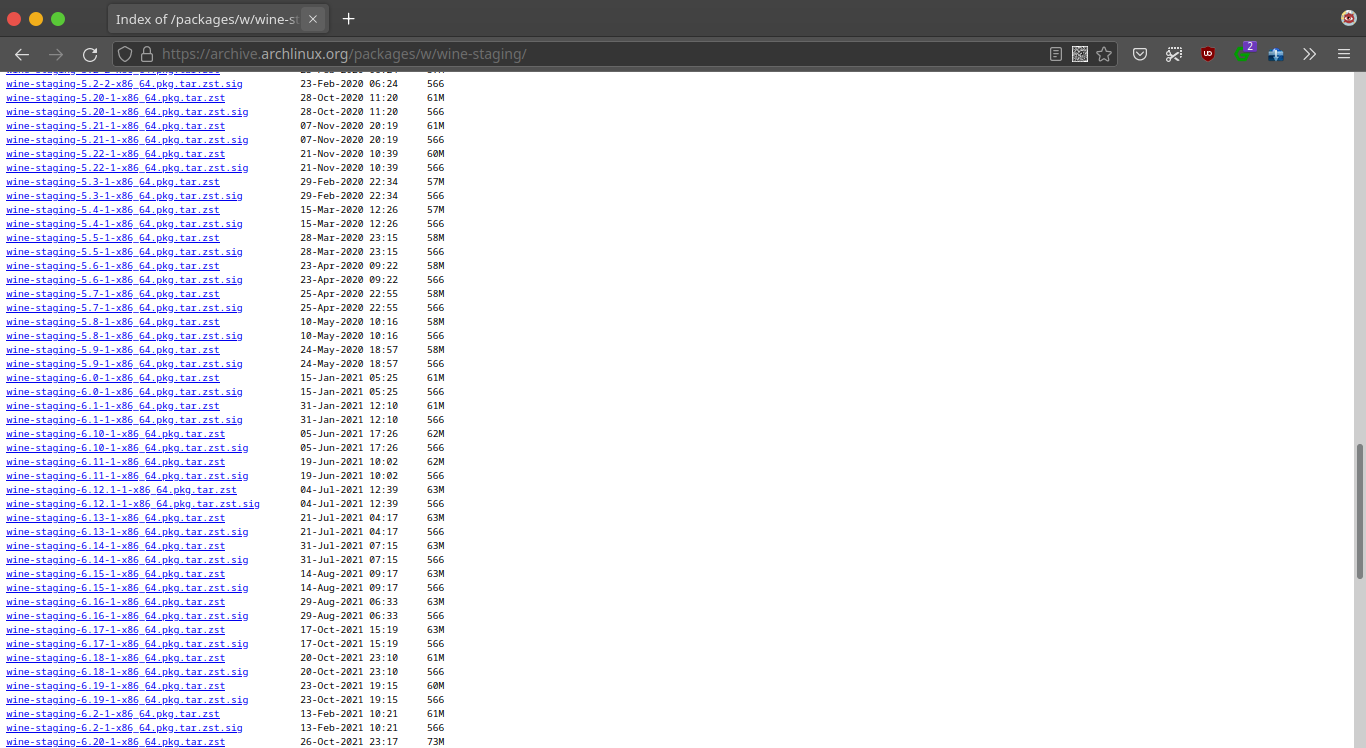 Index of /packages/w/wine-st
https://archive.archlinux.org/packages/w/wine-staging/
2
wine-staging-5.2-2-x86_64.pkg.tar.zst.sig 23-Feb-2020 06:24 566
wine-staging-5.20-1-x86_64.pkg.tar.zst 28-Oct-2020 11:20 61M
wine-staging-5.20-1-x86_64.pkg.tar.zst.sig 28-Oct-2020 11:20 566
wine-staging-5.21-1-x86_64.pkg.tar.zst 07-Nov-2020 20:19 61M
wine-staging-5.21-1-x86_64.pkg.tar.zst.sig 07-Nov-2020 20:19 566
wine-staging-5.22-1-x86_64.pkg.tar.zst 21-Nov-2020 10:39 60M
wine-staging-5.22-1-x86_64.pkg.tar.zst.sig 21-Nov-2020 10:39 566
wine-staging-5.3-1-x86_64.pkg.tar.zst 29-Feb-2020 22:34 57M
wine-staging-5.3-1-x86_64.pkg.tar.zst.sig 29-Feb-2020 22:34 566
wine-staging-5.4-1-x86_64.pkg.tar.zst 15-Mar-2020 12:26 57M
wine-staging-5.4-1-x86_64.pkg.tar.zst.sig 15-Mar-2020 12:26 566
wine-staging-5.5-1-x86_64.pkg.tar.zst 28-Mar-2020 23:15 58M
wine-staging-5.5-1-x86_64.pkg.tar.zst.sig 28-Mar-2020 23:15 566
wine-staging-5.6-1-x86_64.pkg.tar.zst 23-Apr-2020 09:22 58M
wine-staging-5.6-1-x86_64.pkg.tar.zst.sig 23-Apr-2020 09:22 566
wine-staging-5.7-1-x86_64.pkg.tar.zst 25-Apr-2020 22:55 58M
wine-staging-5.7-1-x86_64.pkg.tar.zst.sig 25-Apr-2020 22:55 566
wine-staging-5.8-1-x86_64.pkg.tar.zst 10-May-2020 10:16 58M
wine-staging-5.8-1-x86_64.pkg.tar.zst.sig 10-May-2020 10:16 566
wine-staging-5.9-1-x86_64.pkg.tar.zst 24-May-2020 18:57 58M
wine-staging-5.9-1-x86_64.pkg.tar.zst.sig 24-May-2020 18:57 566
wine-staging-6.0-1-x86_64.pkg.tar.zst 15-Jan-2021 05:25 61M
wine-staging-6.0-1-x86_64.pkg.tar.zst.sig 15-Jan-2021 05:25 566
wine-staging-6.1-1-x86_64.pkg.tar.zst 31-Jan-2021 12:10 61M
wine-staging-6.1-1-x86_64.pkg.tar.zst.sig 31-Jan-2021 12:10 566
wine-staging-6.10-1-x86_64.pkg.tar.zst 05-Jun-2021 17:26 62M
wine-staging-6.10-1-x86_64.pkg.tar.zst.sig 05-Jun-2021 17:26 566
wine-staging-6.11-1-x86_64.pkg.tar.zst 19-Jun-2021 10:02 62M
wine-staging-6.11-1-x86_64.pkg.tar.zst.sig 19-Jun-2021 10:02 566
wine-staging-6.12.1-1-x86_64.pkg.tar.zst 04-Jul-2021 12:39 63M
wine-staging-6.12.1-1-x86_64.pkg.tar.zst.sig 04-Jul-2021 12:39 566
wine-staging-6.13-1-x86_64.pkg.tar.zst 21-Jul-2021 04:17 63M
wine-staging-6.13-1-x86_64.pkg.tar.zst.sig 21-Jul-2021 04:17 566
wine-staging-6.14-1-x86_64.pkg.tar.zst 31-Jul-2021 07:15 63M
wine-staging-6.14-1-x86_64.pkg.tar.zst.sig 31-Jul-2021 07:15 566
wine-staging-6.15-1-x86_64.pkg.tar.zst 14-Aug-2021 09:17 63M
wine-staging-6.15-1-x86_64.pkg.tar.zst.sig 14-Aug-2021 09:17 566
wine-staging-6.16-1-x86_64.pkg.tar.zst 29-Aug-2021 06:33 63M
wine-staging-6.16-1-x86_64.pkg.tar.zst.sig 29-Aug-2021 06:33 566
wine-staging-6.17-1-x86_64.pkg.tar.zst 17-Oct-2021 15:19 63M
wine-staging-6.17-1-x86_64.pkg.tar.zst.sig 17-Oct-2021 15:19 566
wine-staging-6.18-1-x86_64.pkg.tar.zst 20-Oct-2021 23:10 61M
wine-staging-6.18-1-x86_64.pkg.tar.zst.sig 20-Oct-2021 23:10 566
wine-staging-6.19-1-x86_64.pkg.tar.zst 23-Oct-2021 19:15 60M
wine-staging-6.19-1-x86_64.pkg.tar.zst.sig 23-Oct-2021 19:15 566
wine-staging-6.2-1-x86_64.pkg.tar.zst 13-Feb-2021 10:21 61M
wine-staging-6.2-1-x86_64.pkg.tar.zst.sig 13-Feb-2021 10:21 566
wine-staging-6.20-1-x86_64.pkg.tar.zst 26-Oct-2021 23:17 73M